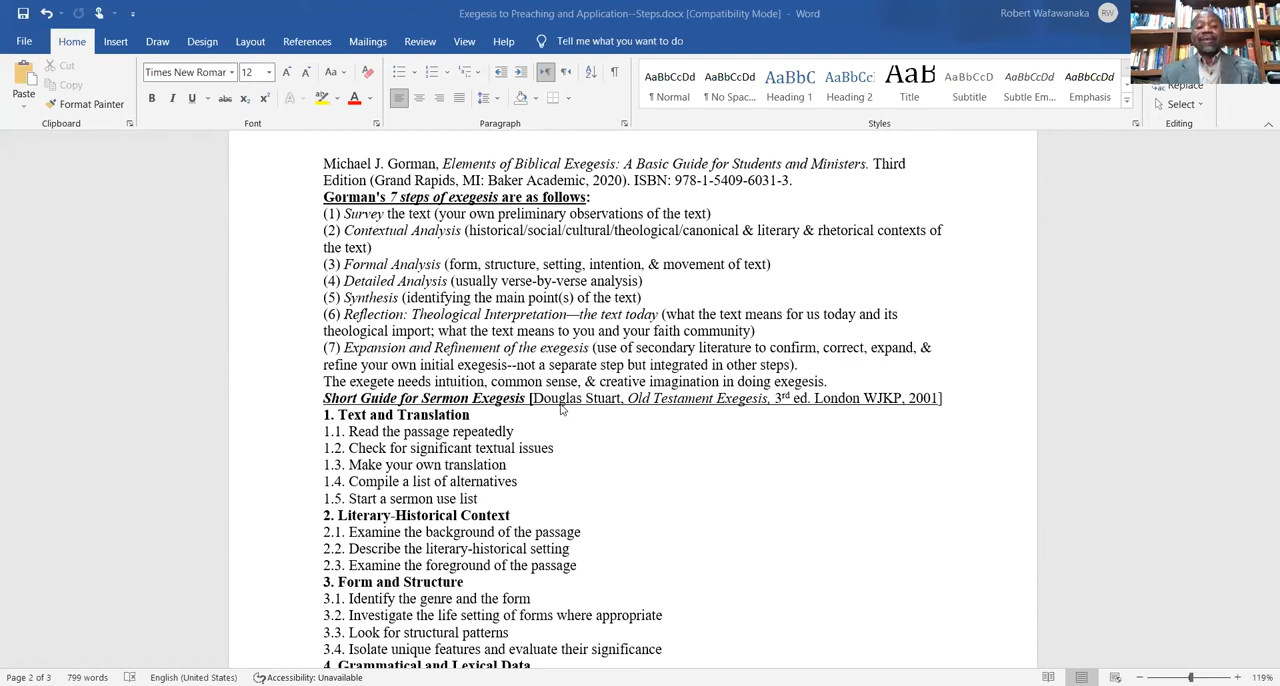 Exegesis to Preaching and Application--Steps.docx [Compatibility Mode] - Word
Robert Wafawanaka RW
File Home Insert Draw Design Layout References Mailings Review View Help Tell me what you want to do
Paste
Cut
Copy
Format Painter
Clipboard
Times New Romar 12
Font
Paragraph
AaBbCcDd ¶ Normal
AaBbCcDd ¶ No Spac...
AaBbC Heading 1
AaBbCc Heading 2
AaB Title
AaBbCcD Subtitle
AaBbCcDd Subtle Em...
AaBbCcDd Emphasis
Styles
Replace
Select
Editing
Michael J. Gorman, Elements of Biblical Exegesis: A Basic Guide for Students and Ministers. Third
Edition (Grand Rapids, MI: Baker Academic, 2020). ISBN: 978-1-5409-6031-3.
Gorman's 7 steps of exegesis are as follows:
(1) Survey the text (your own preliminary observations of the text)
(2) Contextual Analysis (historical/social/cultural/theological/canonical & literary & rhetorical contexts of
the text)
(3) Formal Analysis (form, structure, setting, intention, & movement of text)
(4) Detailed Analysis (usually verse-by-verse analysis)
(5) Synthesis (identifying the main point(s) of the text)
(6) Reflection: Theological Interpretation—the text today (what the text means for us today and its
theological import; what the text means to you and your faith community)
(7) Expansion and Refinement of the exegesis (use of secondary literature to confirm, correct, expand, &
refine your own initial exegesis--not a separate step but integrated in other steps).
The exegete needs intuition, common sense, & creative imagination in doing exegesis.
Short Guide for Sermon Exegesis [Douglas Stuart, Old Testament Exegesis, 3rd ed. London WJKP, 2001]
1. Text and Translation
1.1. Read the passage repeatedly
1.2. Check for significant textual issues
1.3. Make your own translation
1.4. Compile a list of alternatives
1.5. Start a sermon use list
2. Literary-Historical Context
2.1. Examine the background of the passage
2.2. Describe the literary-historical setting
2.3. Examine the foreground of the passage
3. Form and Structure
3.1. Identify the genre and the form
3.2. Investigate the life setting of forms where appropriate
3.3. Look for structural patterns
3.4. Isolate unique features and evaluate their significance
4. Grammatical and Lexical Data
Page 2 of 3 799 words English (United States) Accessibility: Unavailable 119%